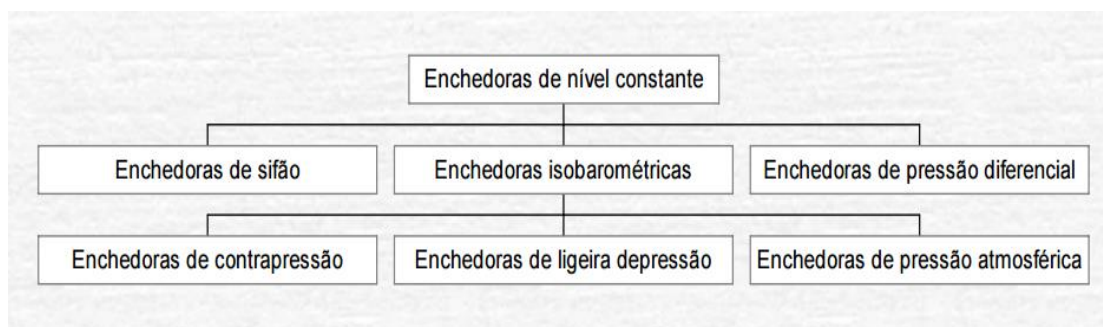 Enchedoras de nível constante
Enchedoras de sifão
Enchedoras isobarométricas
Enchedoras de pressão diferencial
Enchedoras de contrapressão
Enchedoras de ligeira depressão
Enchedoras de pressão atmosférica